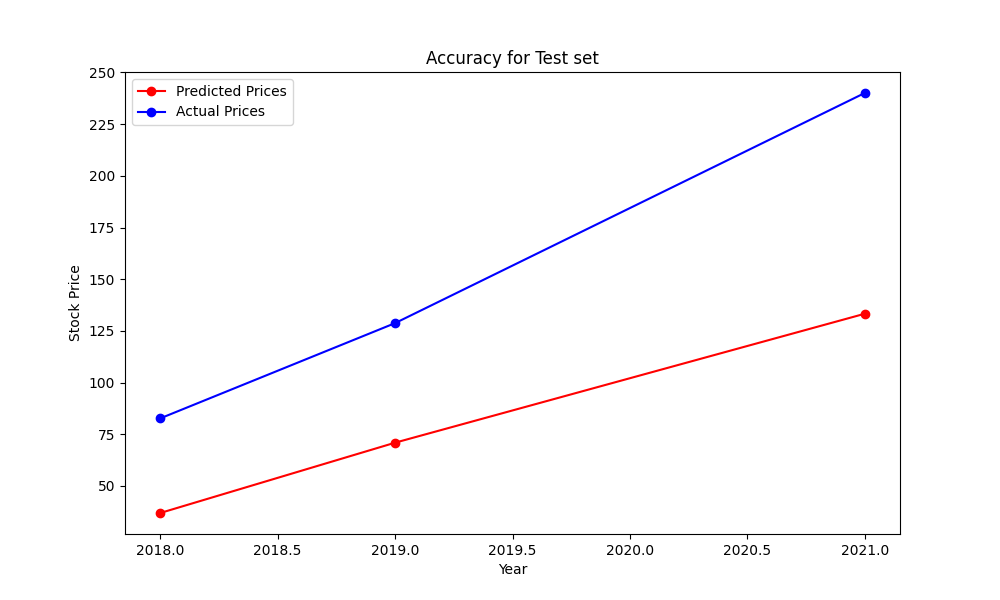 Accuracy for Test set
Predicted Prices
Actual Prices
Stock Price
250
225
200
175
150
125
100
75
50
2018.0 2018.5 2019.0 2019.5 2020.0 2020.5 2021.0
Year